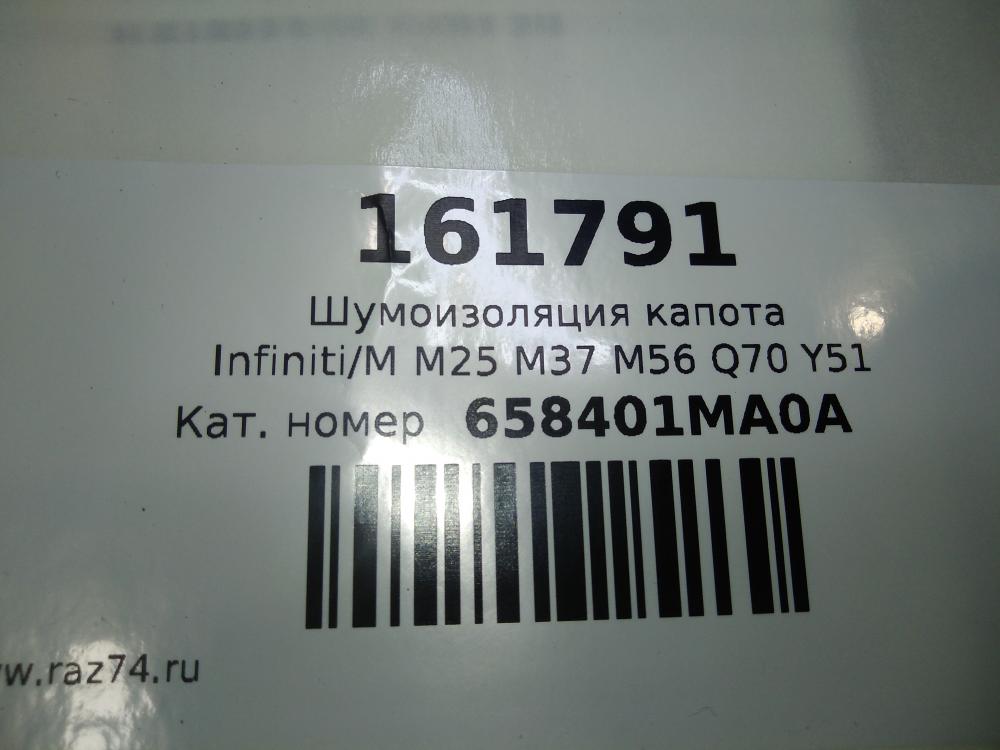 161791
Шумоизоляция капота
Infiniti/M M25 M37 M56 Q70 Y51
Кат. номер 658401MA0A
w.raz74.ru